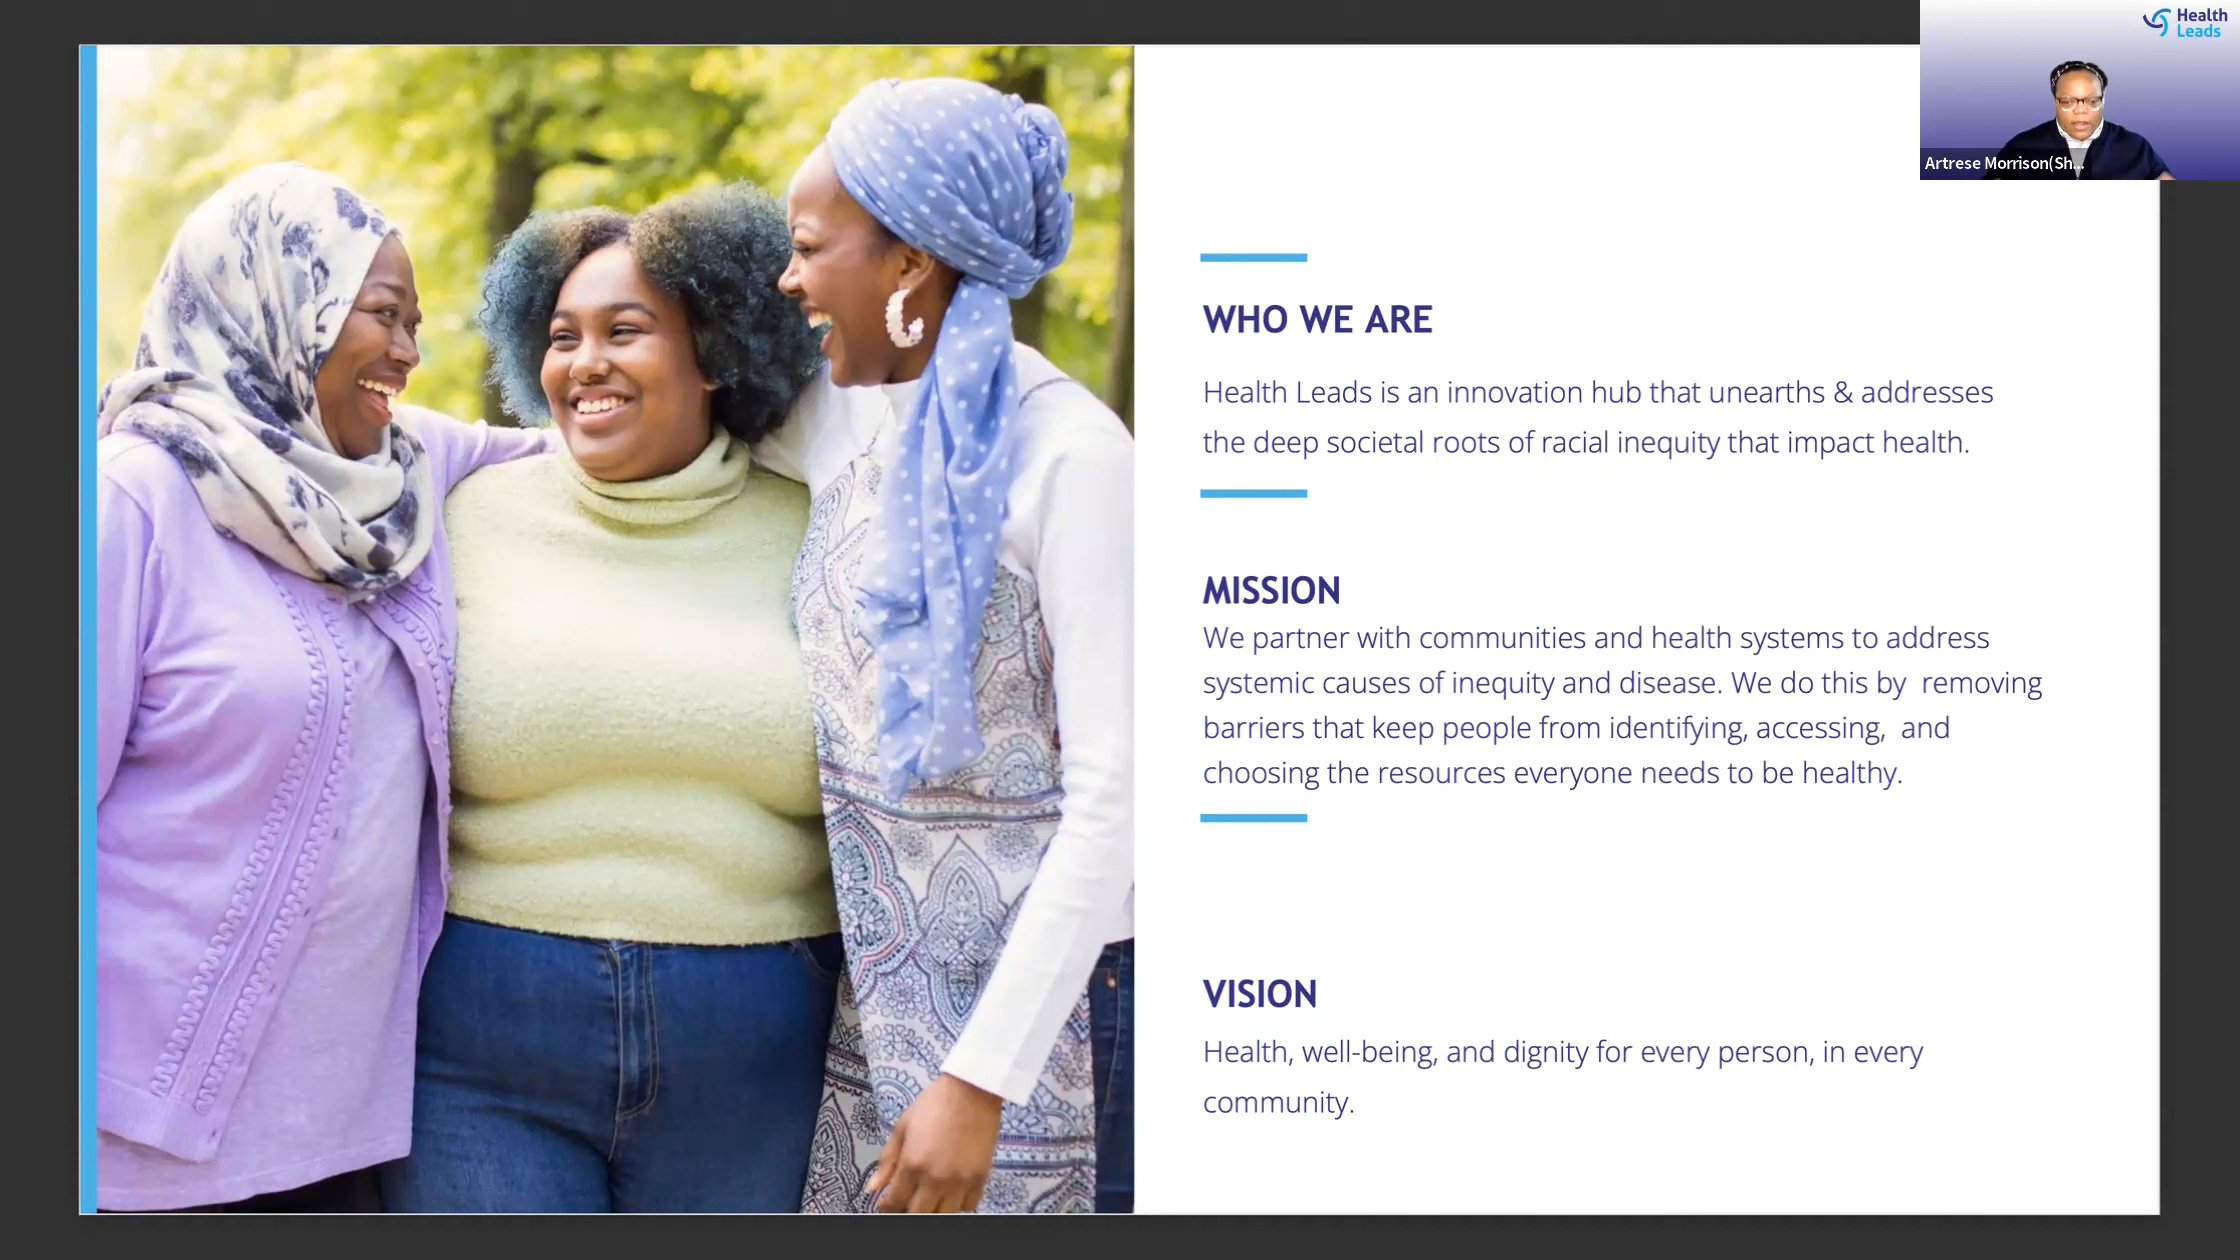 Health
Leads
Artrese Morrison(Sh...
WHO WE ARE
Health Leads is an innovation hub that unearths & addresses
the deep societal roots of racial inequity that impact health.
MISSION
We partner with communities and health systems to address
systemic causes of inequity and disease. We do this by  removing
barriers that keep people from identifying, accessing,  and
choosing the resources everyone needs to be healthy.
VISION
Health, well-being, and dignity for every person, in every
community.